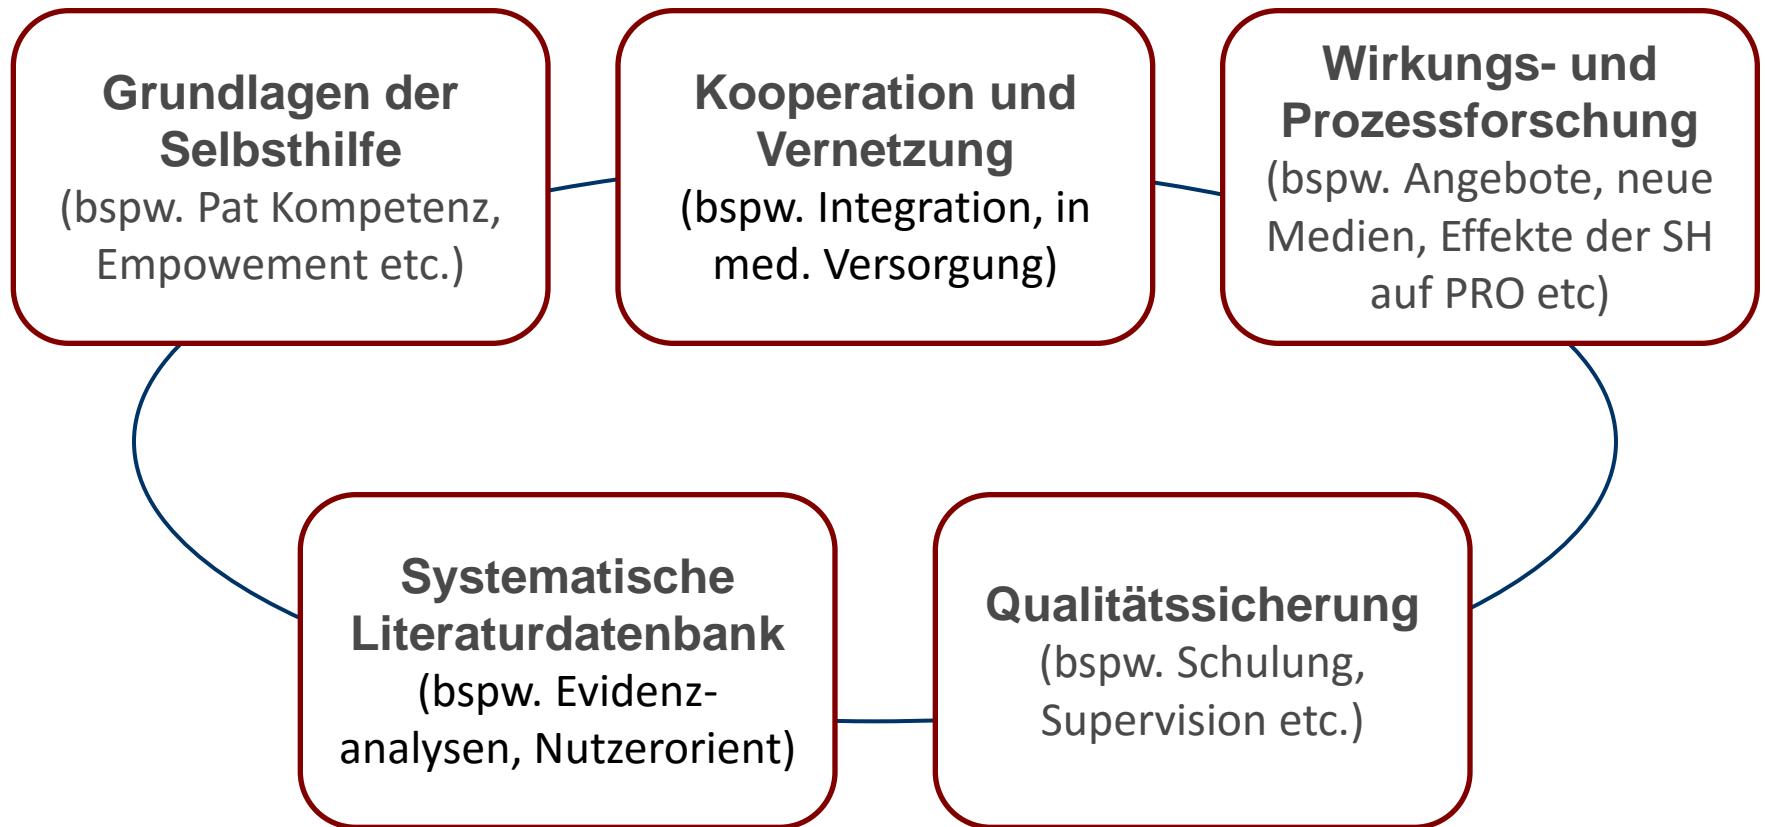 Grundlagen der
Selbsthilfe
(bspw. Pat Kompetenz,
Empowement etc.)
Kooperation und
Vernetzung
(bspw. Integration, in
med. Versorgung)
Wirkungs- und
Prozessforschung
(bspw. Angebote, neue
Medien, Effekte der SH
auf PRO etc)
Systematische
Literaturdatenbank
(bspw. Evidenz-
analysen, Nutzerorient)
Qualitätssicherung
(bspw. Schulung,
Supervision etc.)